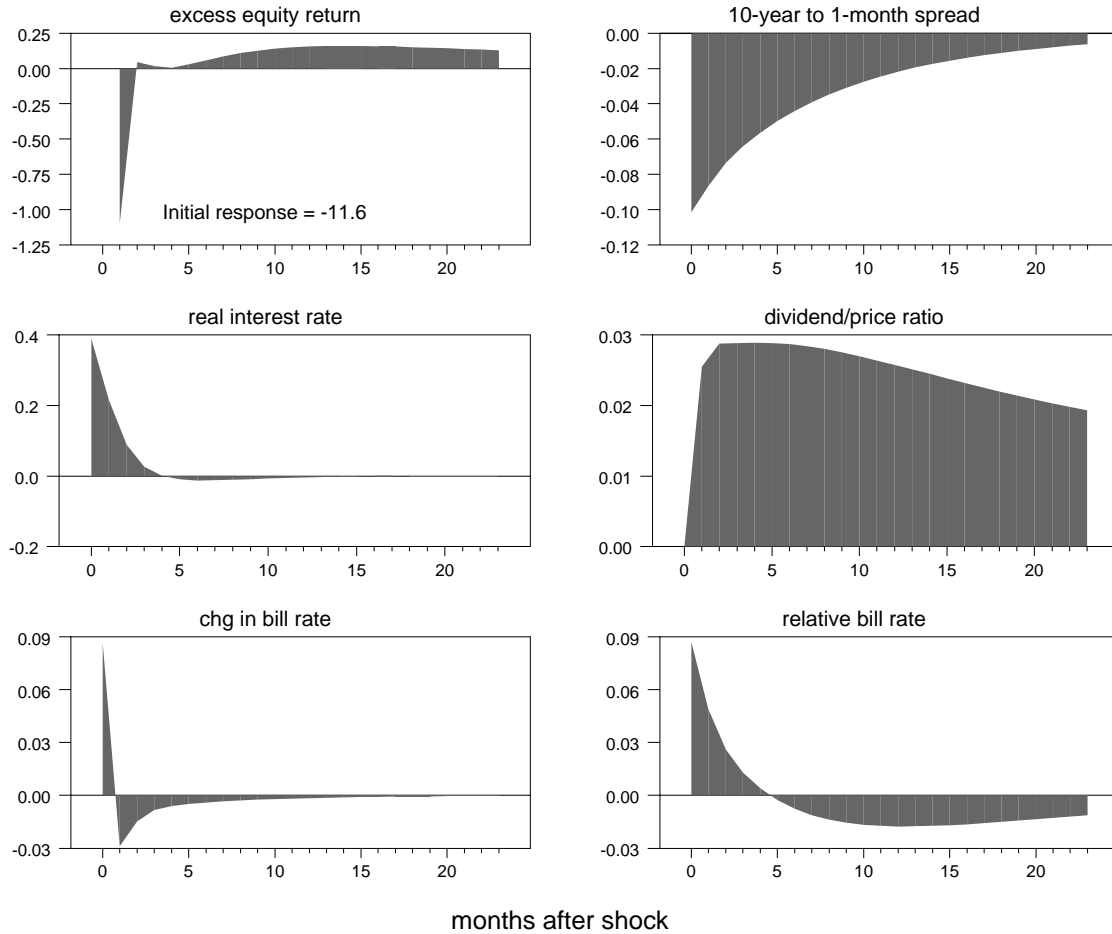 excess equity return
0.25
0.00
-0.25
-0.50
-0.75
-1.00
-1.25
Initial response = -11.6
0 5 10 15 20
10-year to 1-month spread
0.00
-0.02
-0.04
-0.06
-0.08
-0.10
-0.12
0 5 10 15 20
real interest rate
0.4
0.2
0.0
-0.2
0 5 10 15 20
dividend/price ratio
0.03
0.02
0.01
0.00
0 5 10 15 20
chg in bill rate
0.09
0.06
0.03
0.00
-0.03
0 5 10 15 20
relative bill rate
0.09
0.06
0.03
0.00
-0.03
0 5 10 15 20
months after shock